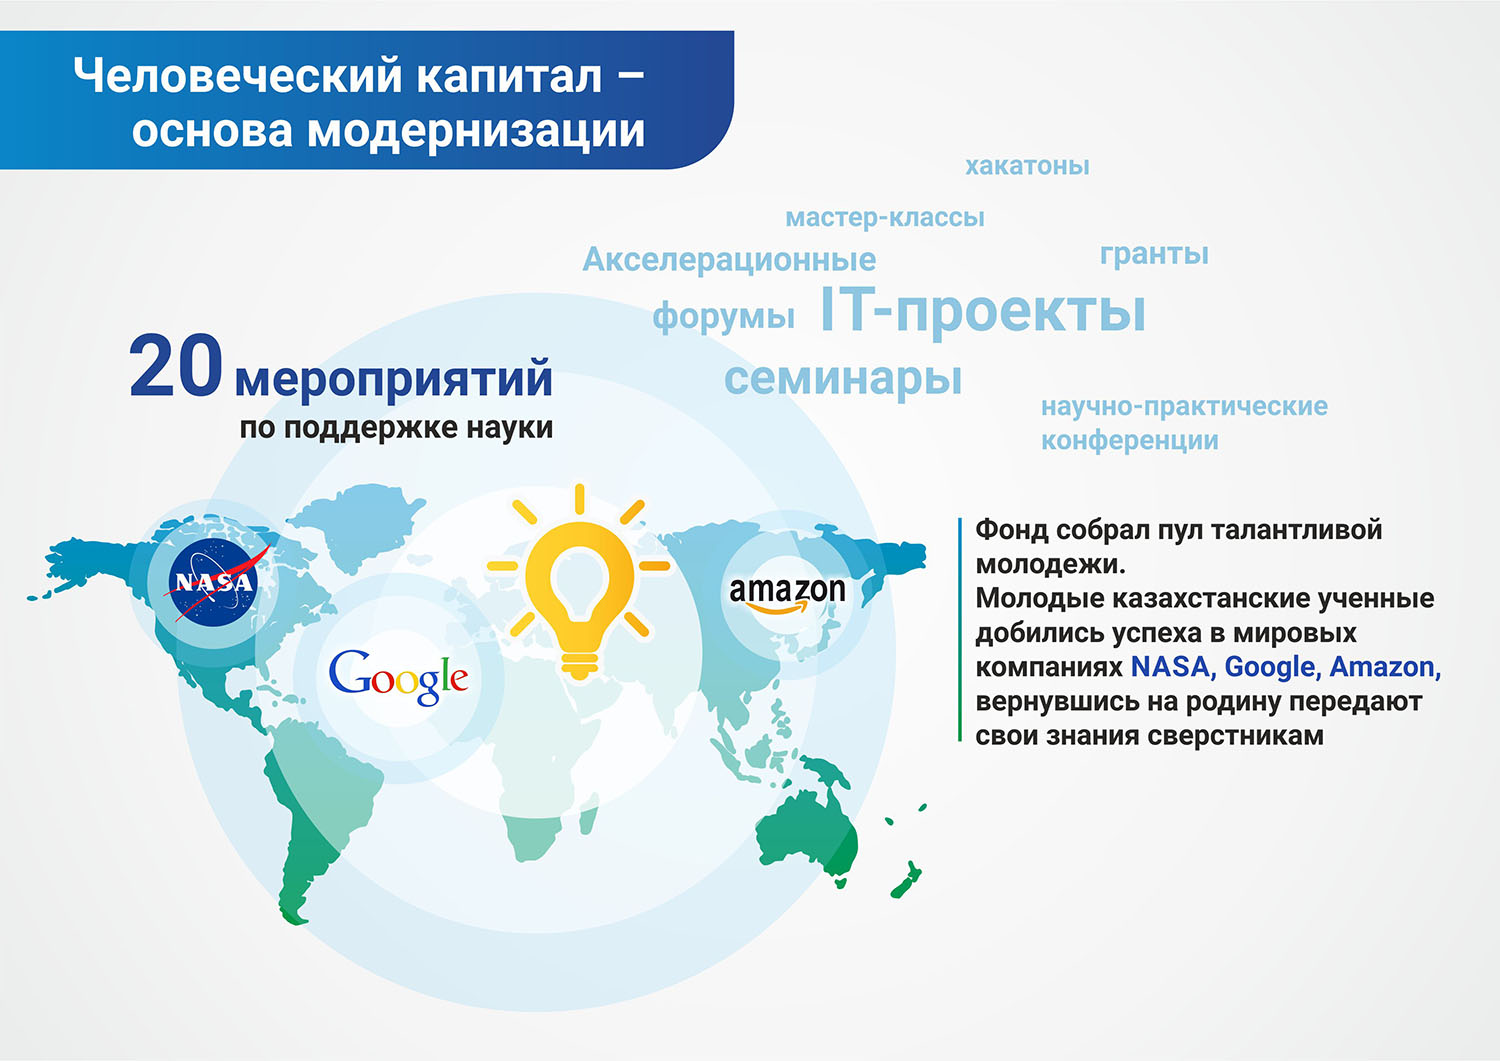 Человеческий капитал –
основа модернизации
хакатоны
мастер-классы
Акселерационные
гранты
форумы
IT-проекты
семинары
научно-практические
конференции
20 мероприятий
по поддержке науки
NASA
Google
amazon
Фонд собрал пул талантливой
молодежи.
Молодые казахстанские ученные
добились успеха в мировых
компаниях NASA, Google, Amazon,
вернувшись на родину передают
свои знания сверстникам